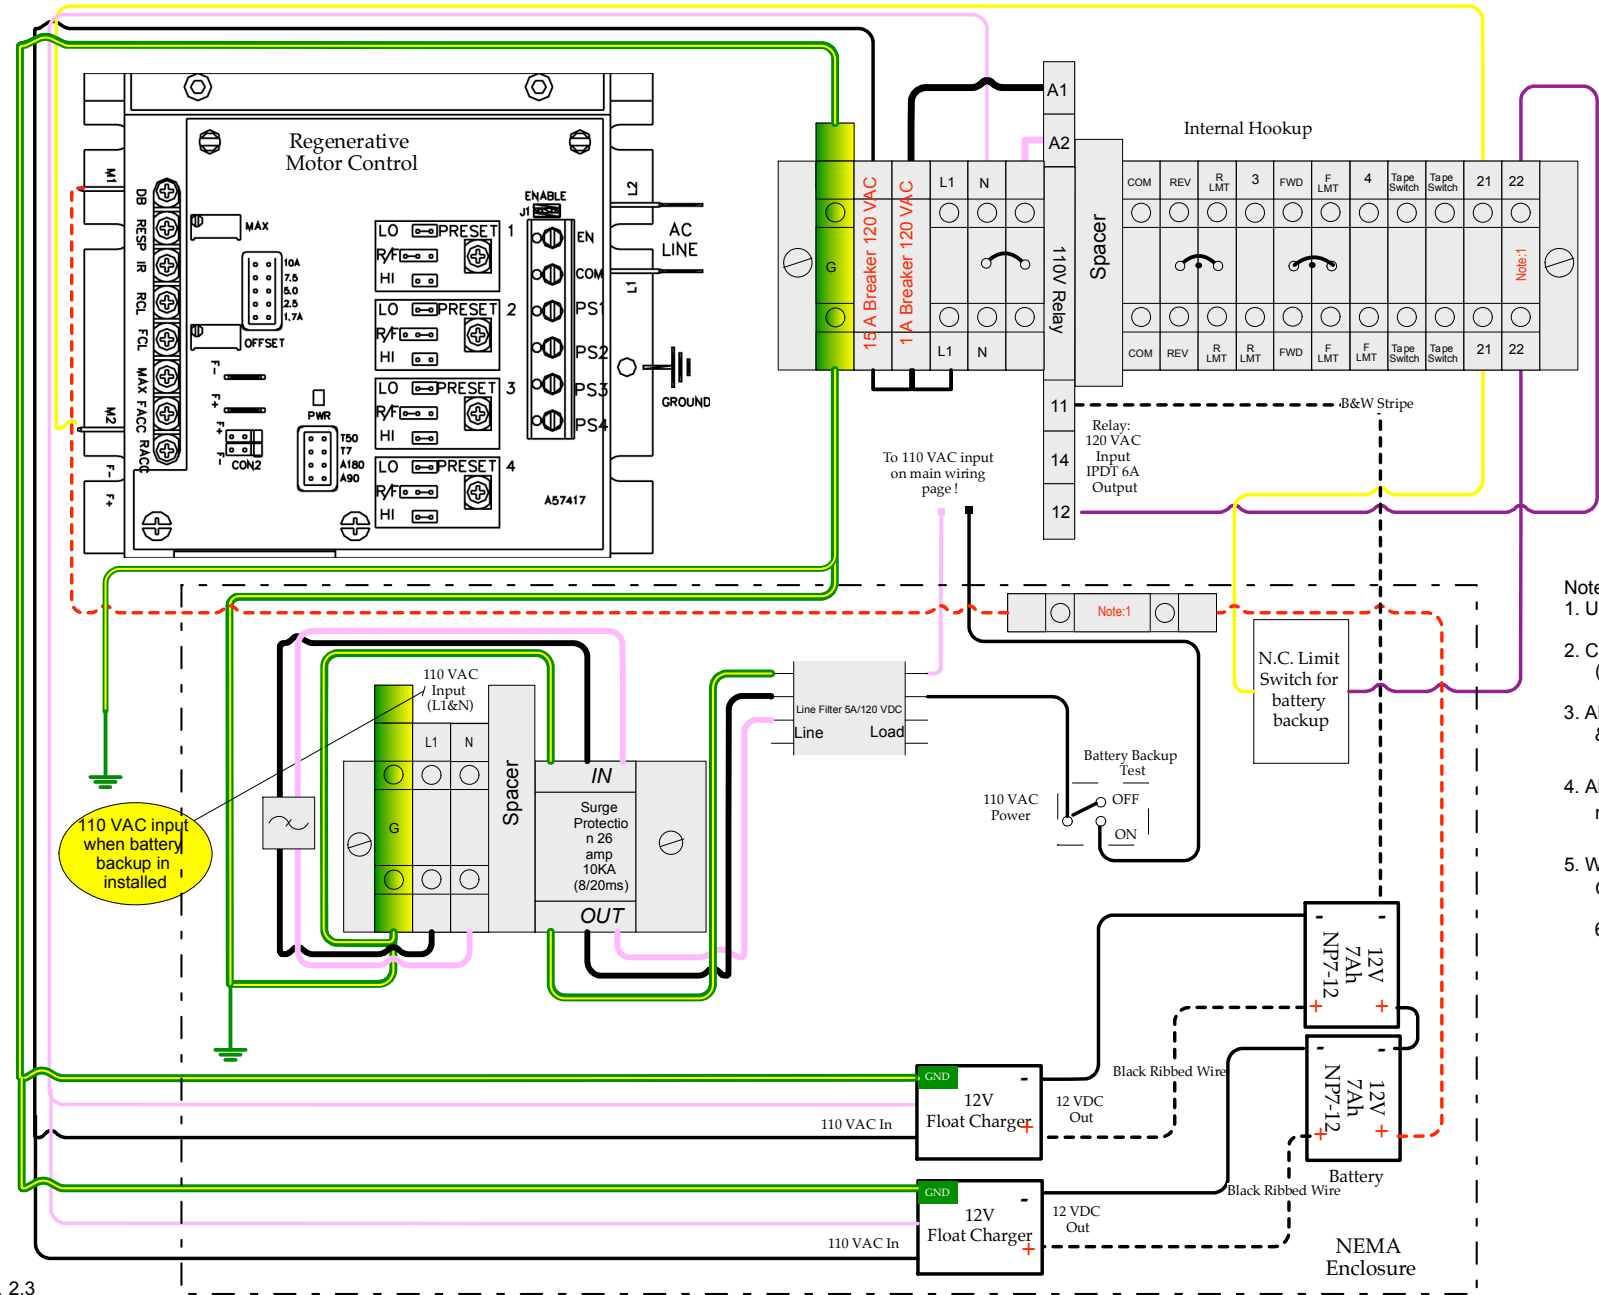 Regenerative
Motor Control
M1
M2
F-
F+
DB
RESP
IR
RCL
FCL
MAX
FACC
RACC
MAX
10A
7.5
5.0
2.5
1.7A
OFFSET
F-
F+
F+
F-
CON2
PWR
T50
T7
A180
A90
LO PRESET 1
R/F
HI
LO PRESET 2
R/F
HI
LO PRESET 3
R/F
HI
LO PRESET 4
R/F
HI
ENABLE
J1
EN
COM
PS1
PS2
PS3
PS4
A57417
L2
AC
LINE
L1
GROUND
G
15 A Breaker 120 VAC
1 A Breaker 120 VAC
L1 N
L1 N
A1
A2
110V Relay
11
14
12
Spacer
Internal Hookup
COM REV R LMT 3 FWD F LMT 4 Tape Switch Tape Switch 21 22
Note:1
COM REV R LMT R LMT FWD F LMT F LMT Tape Switch Tape Switch 21 22
B&W Stripe
Relay:
120 VAC
Input
IPDT 6A
Output
To 110 VAC input
on main wiring
page !
Note:1
N.C. Limit
Switch for
battery
backup
Note
1. U
2. C
(
3. A
&
4. Al
r
5. W
6
110 VAC
Input
(L1&N)
L1 N
G
Spacer
IN
Surge
Protectio
n 26
amp
10KA
(8/20ms)
OUT
110 VAC input
when battery
backup in
installed
Line Filter 5A/120 VDC
Line Load
Battery Backup
Test
110 VAC
Power
OFF
ON
- -
12V
7Ah
NP7-12
+ +
- -
12V
7Ah
NP7-12
+ +
Battery
GND
-
12V
Float Charger
+
110 VAC In
12 VDC
Out
Black Ribbed Wire
GND
-
12V
Float Charger
+
110 VAC In
12 VDC
Out
Black Ribbed Wire
NEMA
Enclosure
. 2.3